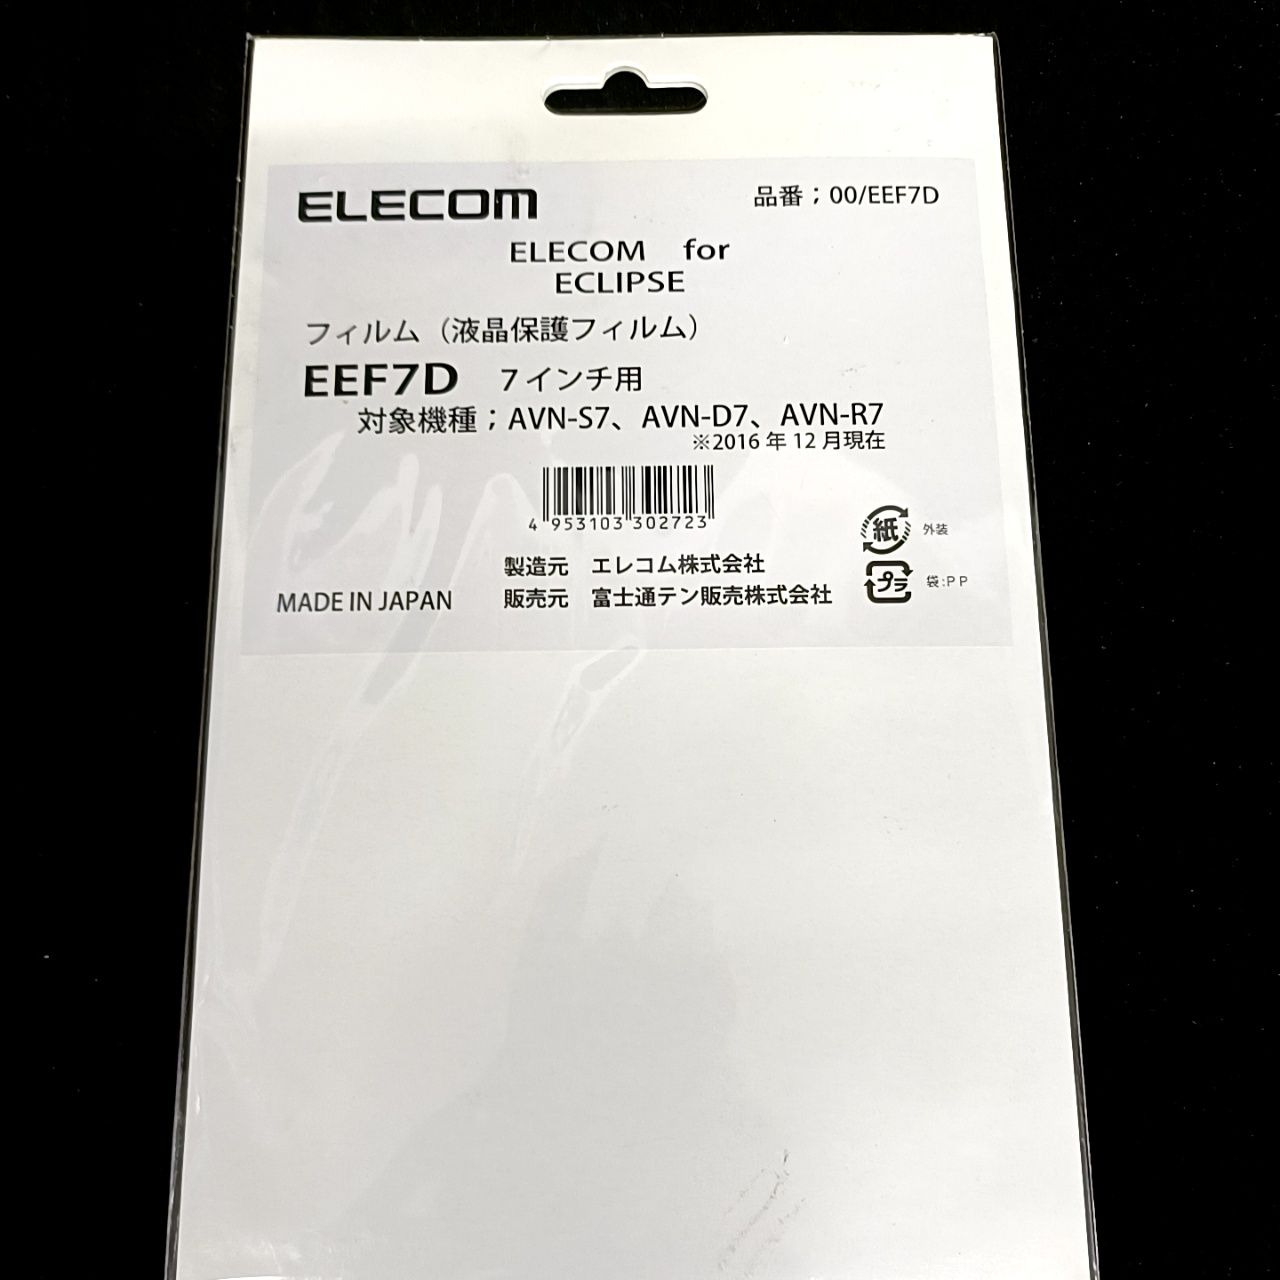 ELECOM
品番；00/EEF7D
ELECOM for
ECLIPSE
フィルム（液晶保護フィルム）
EEF7D 7インチ用
対象機種；AVN-S7、AVN-D7、AVN-R7
※2016年12月現在
4 953103 302723
紙 外装
プラ 袋:PP
製造元 エレコム株式会社
販売元 富士通テン販売株式会社
MADE IN JAPAN